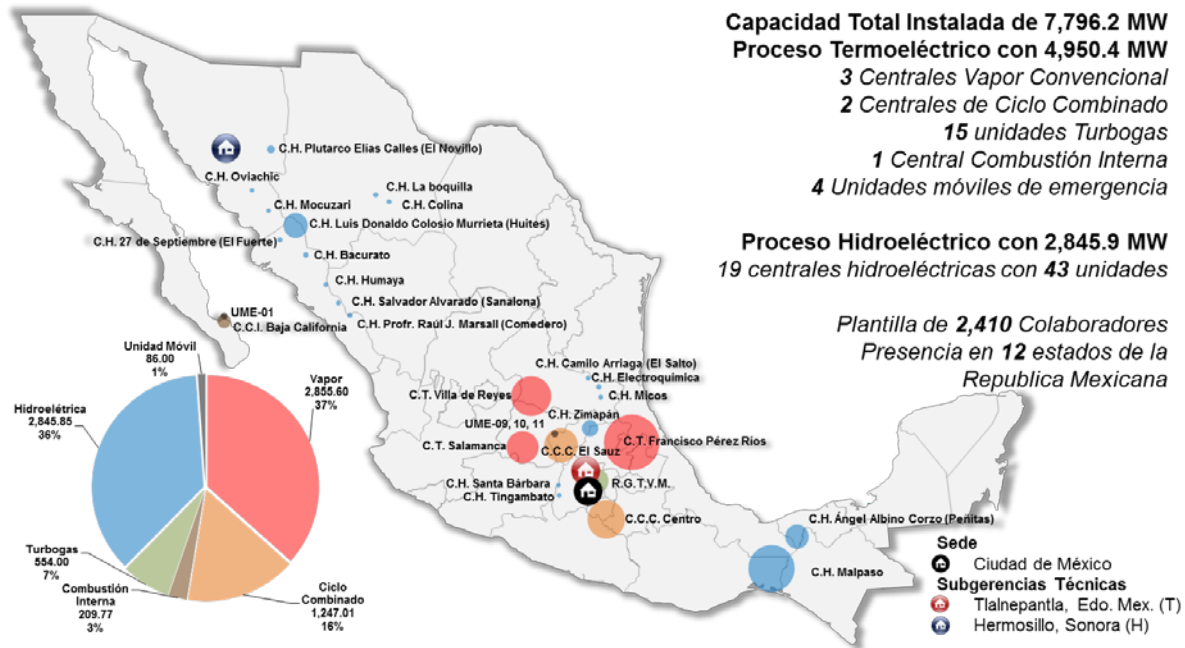 Capacidad Total Instalada de 7,796.2 MW
Proceso Termoeléctrico con 4,950.4 MW
3 Centrales Vapor Convencional
2 Centrales de Ciclo Combinado
15 unidades Turbogas
1 Central Combustión Interna
4 Unidades móviles de emergencia
Proceso Hidroeléctrico con 2,845.9 MW
19 centrales hidroeléctricas con 43 unidades
Plantilla de 2,410 Colaboradores
Presencia en 12 estados de la
Republica Mexicana
C.H. Plutarco Elías Calles (El Novillo)
C.H. Oviachic
C.H. La boquilla
C.H. Colina
C.H. Mocuzari
C.H. Luis Donaldo Colosio Murrieta (Huites)
C.H. 27 de Septiembre (El Fuerte)
C.H. Bacurato
C.H. Humaya
C.H. Salvador Alvarado (Sanalona)
UME-01
C.C.I. Baja California
C.H. Profr. Raúl J. Marsall (Comedero)
C.H. Camilo Arriaga (El Salto)
C.H. Electroquímica
C.H. Micos
C.T. Villa de Reyes
C.H. Zimapán
UME-09, 10, 11
C.T. Francisco Pérez Ríos
C.T. Salamanca
C.C.C. El Sauz
C.H. Santa Bárbara
R.G.T.V.M.
C.H. Tingambato
C.C.C. Centro
C.H. Ángel Albino Corzo (Peñitas)
C.H. Malpaso
Unidad Móvil
86.00
1%
Vapor
2,855.60
37%
Hidroelétrica
2,845.85
36%
Turbogas
554.00
7%
Combustión
Interna
209.77
3%
Ciclo
Combinado
1,247.01
16%
Sede
Ciudad de México
Subgerencias Técnicas
Tlalnepantla, Edo. Mex. (T)
Hermosillo, Sonora (H)